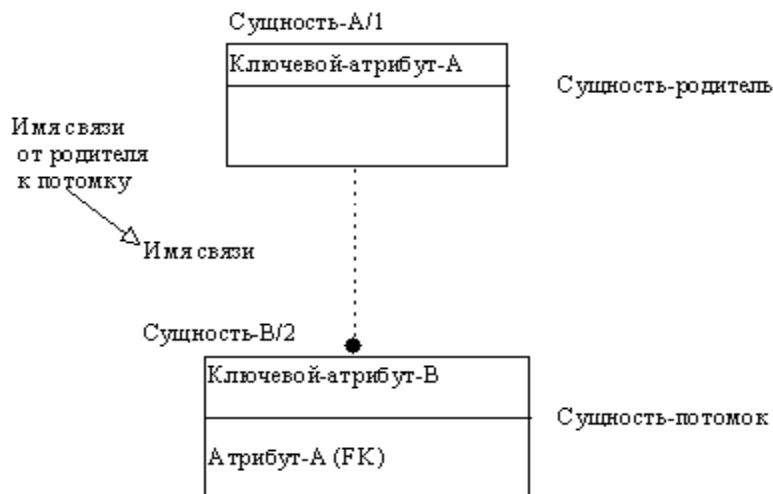 Сущность-A/1
Ключевой-атрибут-A
Сущность-родитель
Имя связи
от родителя
к потомку
Имя связи
Сущность-B/2
Ключевой-атрибут-B
Сущность-потомок
Атрибут-A (FK)